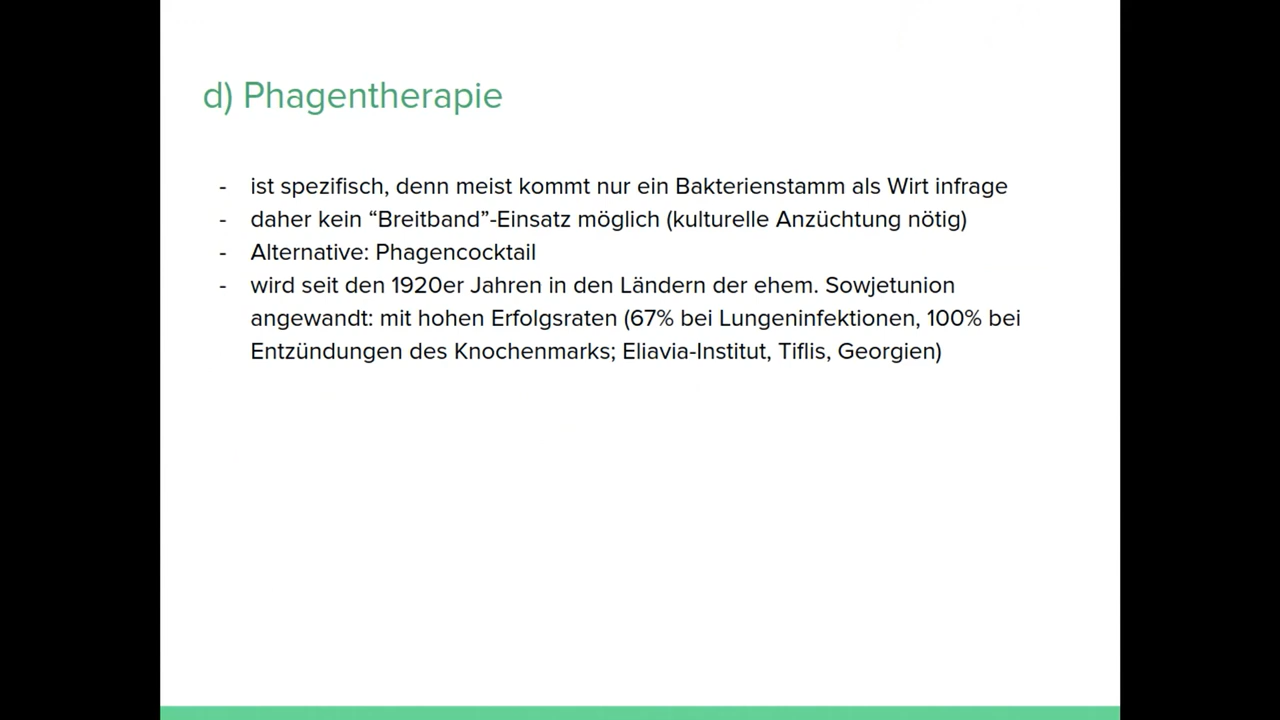 d) Phagentherapie
- ist spezifisch, denn meist kommt nur ein Bakterienstamm als Wirt infrage
- daher kein “Breitband”-Einsatz möglich (kulturelle Anzüchtung nötig)
- Alternative: Phagencocktail
- wird seit den 1920er Jahren in den Ländern der ehem. Sowjetunion
angewandt: mit hohen Erfolgsraten (67% bei Lungeninfektionen, 100% bei
Entzündungen des Knochenmarks; Eliavia-Institut, Tiflis, Georgien)